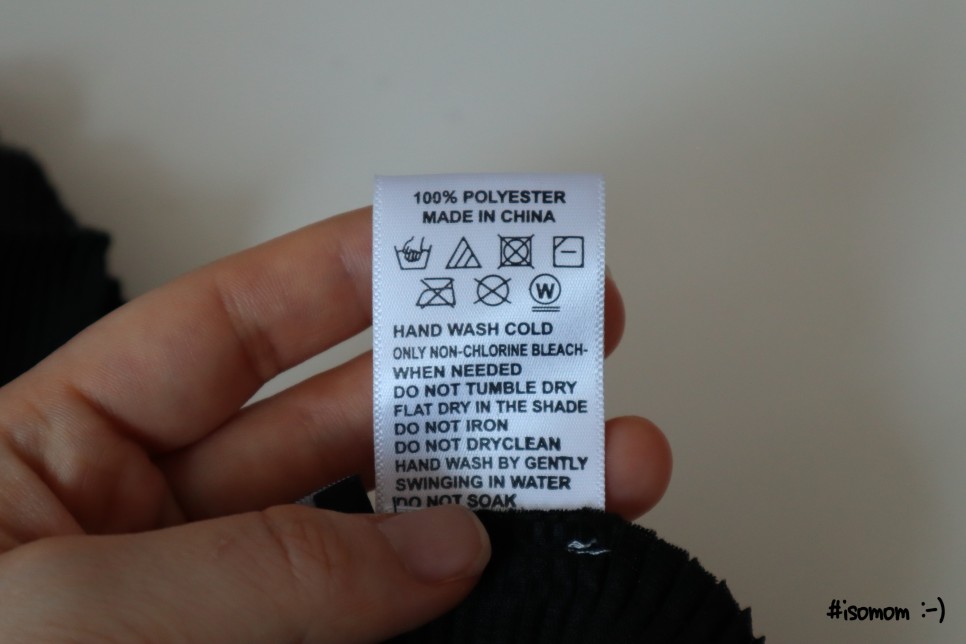 100% POLYESTER
MADE IN CHINA
W
HAND WASH COLD
ONLY NON-CHLORINE BLEACH-
WHEN NEEDED
DO NOT TUMBLE DRY
FLAT DRY IN THE SHADE
DO NOT IRON
DO NOT DRYCLEAN
HAND WASH BY GENTLY
SWINGING IN WATER
DO NOT SOAK
#isomom :-)